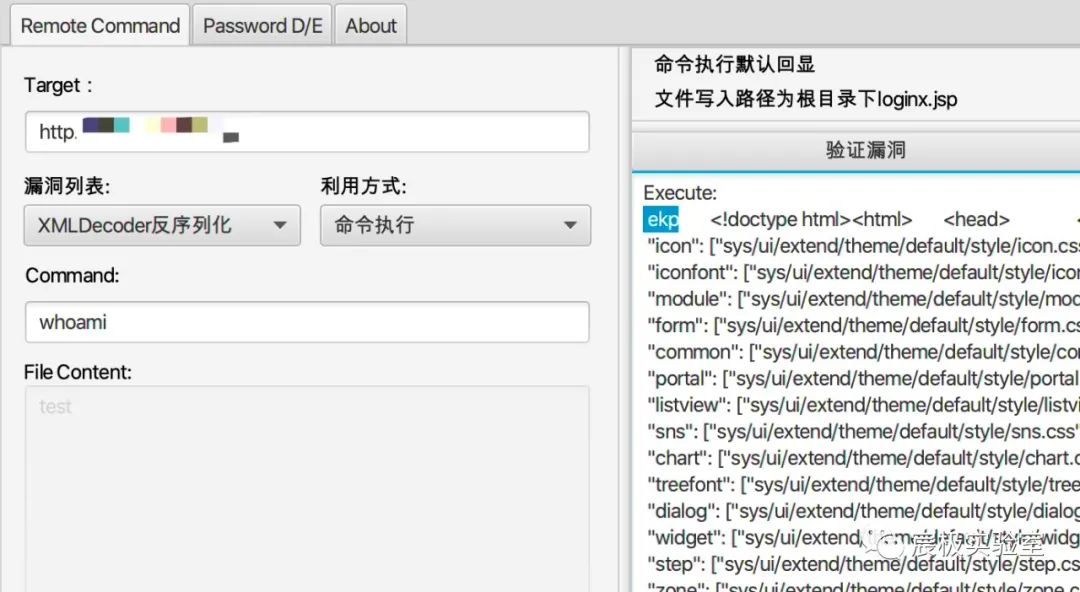 Remote Command Password D/E About
Target :
http.
漏洞列表: 利用方式:
XMLDecoder反序列化 命令执行
Command:
whoami
File Content:
test
命令执行默认回显
文件写入路径为根目录下loginx.jsp
验证漏洞
Execute:
ekp <!doctype html><html> <head> <
"icon": ["sys/ui/extend/theme/default/style/icon.css
"iconfont": ["sys/ui/extend/theme/default/style/icon
"module": ["sys/ui/extend/theme/default/style/mod
"form": ["sys/ui/extend/theme/default/style/form.cs
"common": ["sys/ui/extend/theme/default/style/con
"portal": ["sys/ui/extend/theme/default/style/portal
"listview": ["sys/ui/extend/theme/default/style/listvi
"sns": ["sys/ui/extend/theme/default/style/sns.css"
"chart": ["sys/ui/extend/theme/default/style/chart.c
"treefont": ["sys/ui/extend/theme/default/style/tree
"dialog": ["sys/ui/extend/theme/default/style/dialog
"widget": ["sys/ui/extend,
"step": ["sys/ui/extend/theme/default/style/step.cs
"zone": ["sys/ui/extend/theme/default/style/zone.c